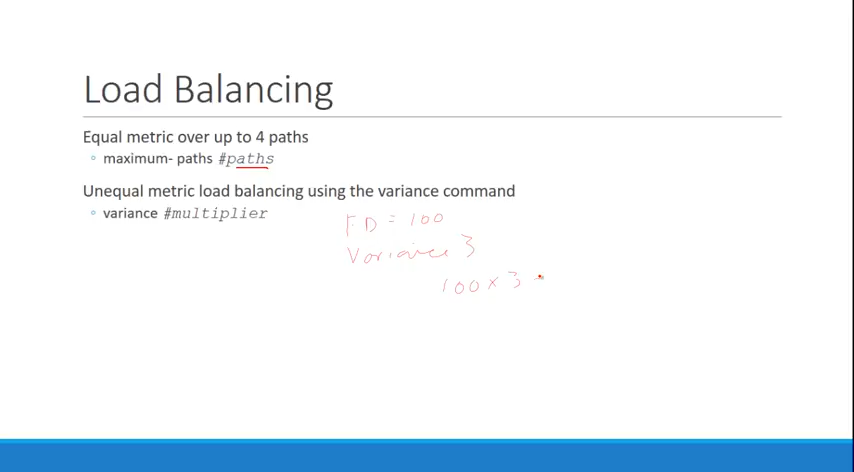 Load Balancing
Equal metric over up to 4 paths
maximum- paths #paths
Unequal metric load balancing using the variance command
variance #multiplier
FD = 100
Variance 3
100 x 3